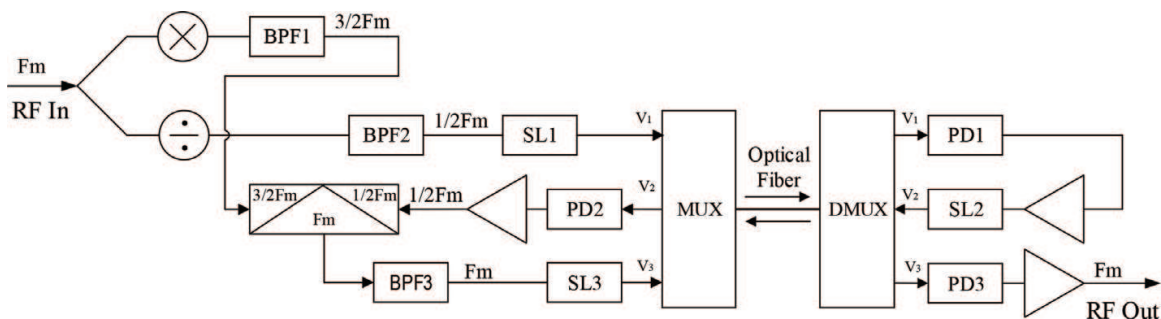 Fm
RF In
×
BPF1
3/2Fm
÷
BPF2
1/2Fm
SL1
V₁
3/2Fm
1/2Fm
Fm
1/2Fm
PD2
V₂
BPF3
Fm
SL3
V₃
MUX
Optical
Fiber
DMUX
V₁
PD1
V₂
SL2
V₃
PD3
Fm
RF Out